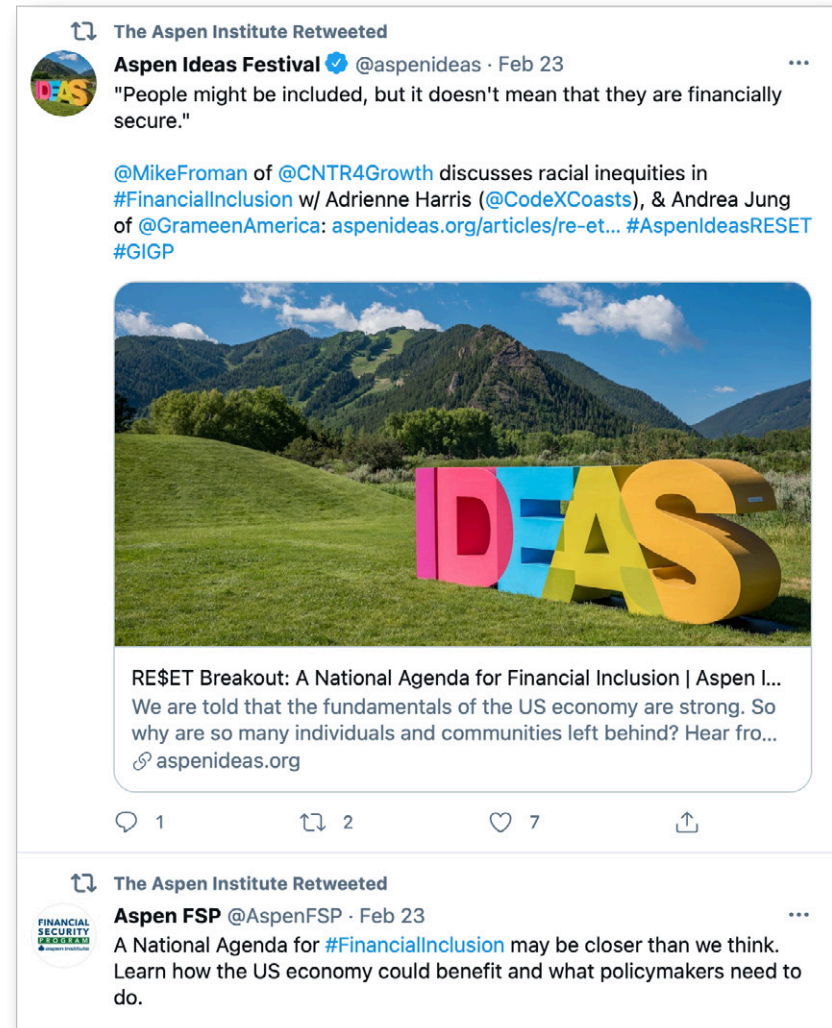 The Aspen Institute Retweeted
Aspen Ideas Festival @aspenideas · Feb 23
IDEAS
"People might be included, but it doesn't mean that they are financially
secure."
@MikeFroman of @CNTR4Growth discusses racial inequities in
#FinancialInclusion w/ Adrienne Harris (@CodeXCoasts), & Andrea Jung
of @GrameenAmerica: aspenideas.org/articles/re-et... #AspenIdeasRESET
#GIGP
IDEAS
RE$ET Breakout: A National Agenda for Financial Inclusion | Aspen I...
We are told that the fundamentals of the US economy are strong. So
why are so many individuals and communities left behind? Hear fro...
aspenideas.org
1 2 7
The Aspen Institute Retweeted
Aspen FSP @AspenFSP · Feb 23
FINANCIAL
SECURITY
PROGRAM
aspen institute
A National Agenda for #FinancialInclusion may be closer than we think.
Learn how the US economy could benefit and what policymakers need to
do.